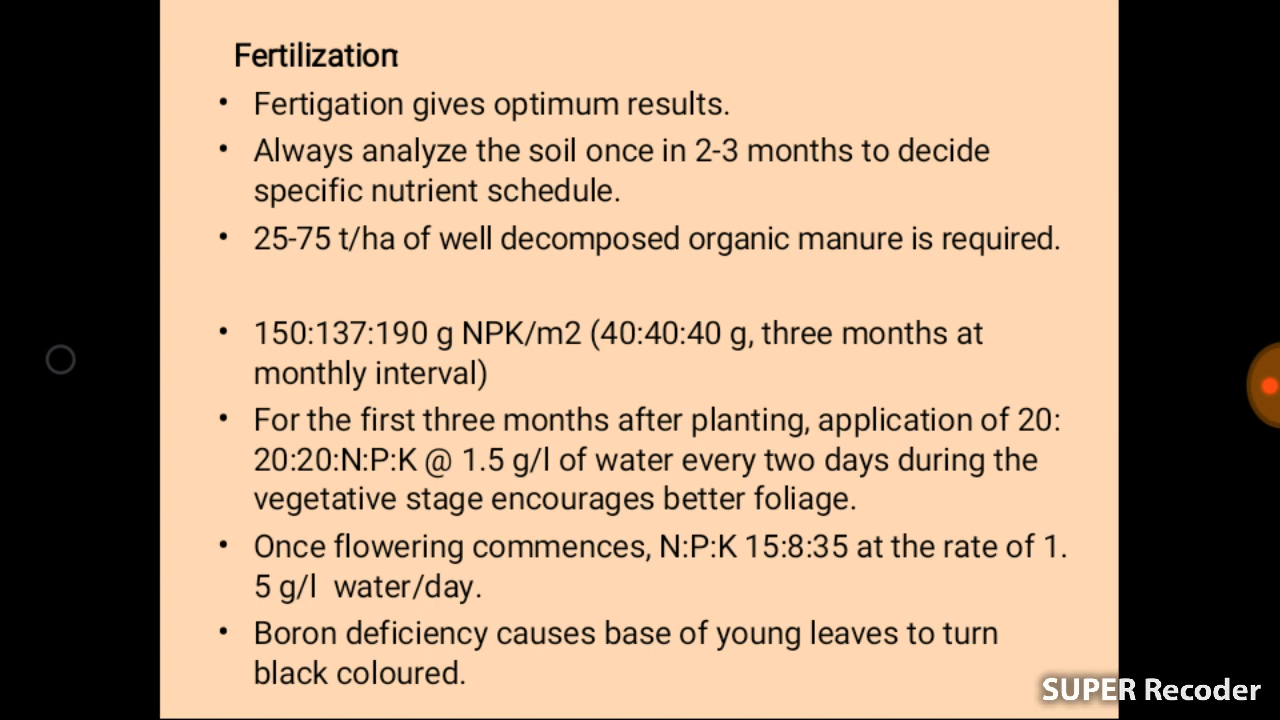 Fertilization:
• Fertigation gives optimum results.
• Always analyze the soil once in 2-3 months to decide
specific nutrient schedule.
• 25-75 t/ha of well decomposed organic manure is required.
• 150:137:190 g NPK/m2 (40:40:40 g, three months at
monthly interval)
• For the first three months after planting, application of 20:
20:20:N:P:K @ 1.5 g/l of water every two days during the
vegetative stage encourages better foliage.
• Once flowering commences, N:P:K 15:8:35 at the rate of 1.
5 g/l  water/day.
• Boron deficiency causes base of young leaves to turn
black coloured.
SUPER Recoder